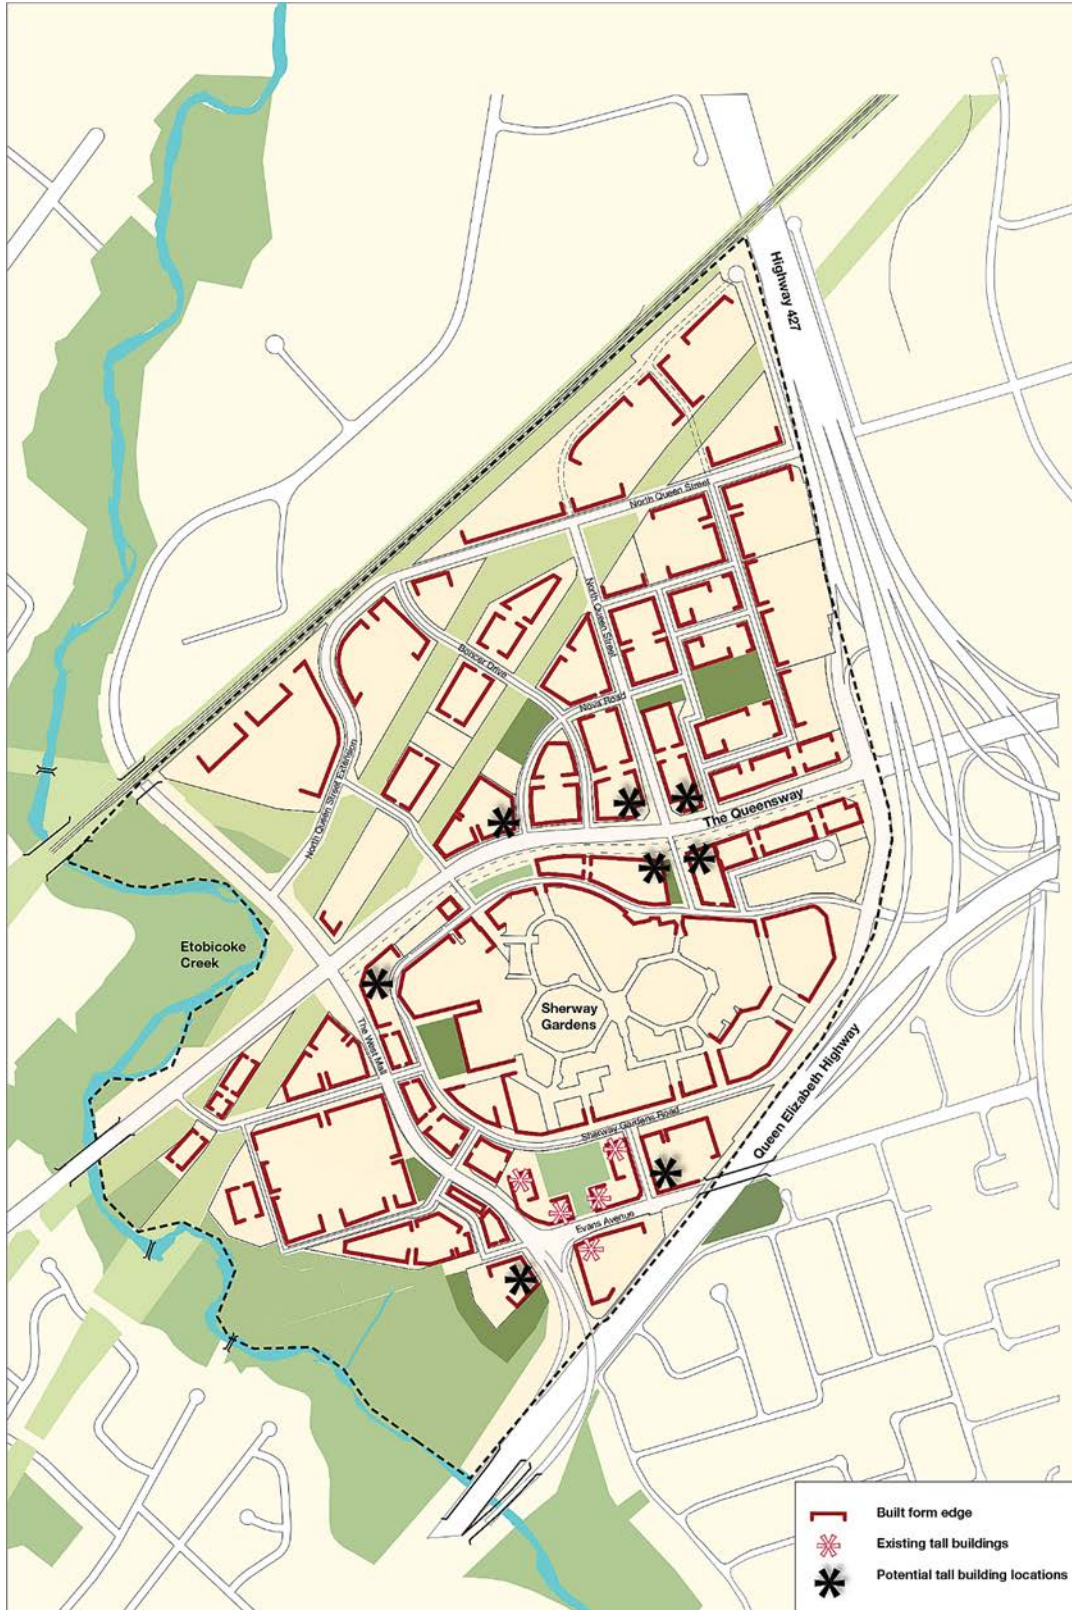 Highway 427
North Queen Street
North Queen Street
Boncer Drive
Nova Road
North Queen Street Extension
The Queensway
Etobicoke
Creek
Sherway
Gardens
The West Mall
Sherway Gardens Road
Queen Elizabeth Highway
Evans Avenue
Built form edge
Existing tall buildings
Potential tall building locations